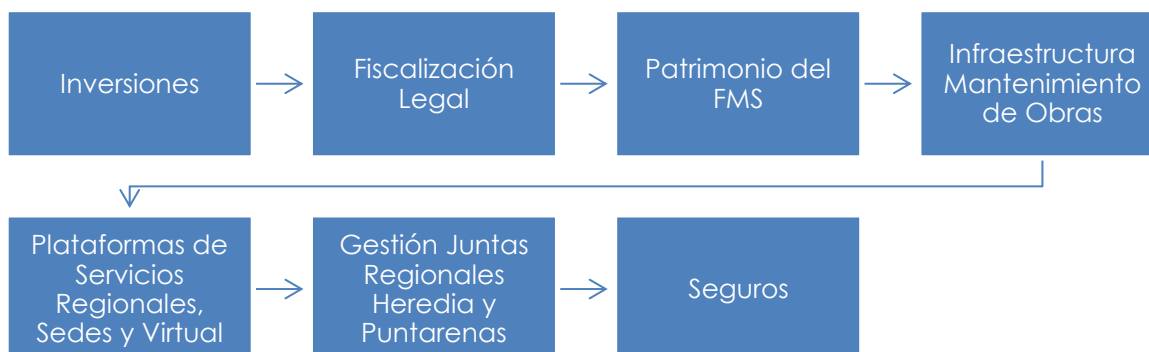 Inversiones
Fiscalización
Legal
Patrimonio del
FMS
Infraestructura
Mantenimiento
de Obras
Plataformas de
Servicios
Regionales,
Sedes y Virtual
Gestión Juntas
Regionales
Heredia y
Puntarenas
Seguros